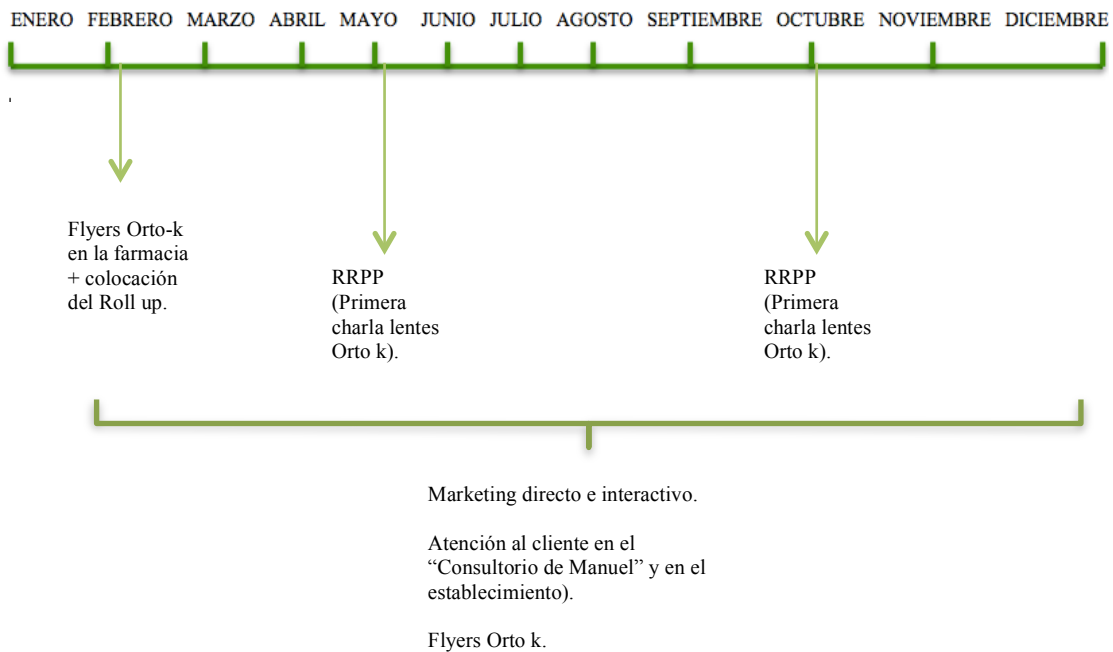 ENERO FEBRERO MARZO ABRIL MAYO JUNIO JULIO AGOSTO SEPTIEMBRE OCTUBRE NOVIEMBRE DICIEMBRE
Flyers Orto-k
en la farmacia
+ colocación
del Roll up.
RRPP
(Primera
charla lentes
Orto k).
RRPP
(Primera
charla lentes
Orto k).
Marketing directo e interactivo.
Atención al cliente en el
“Consultorio de Manuel” y en el
establecimiento).
Flyers Orto k.